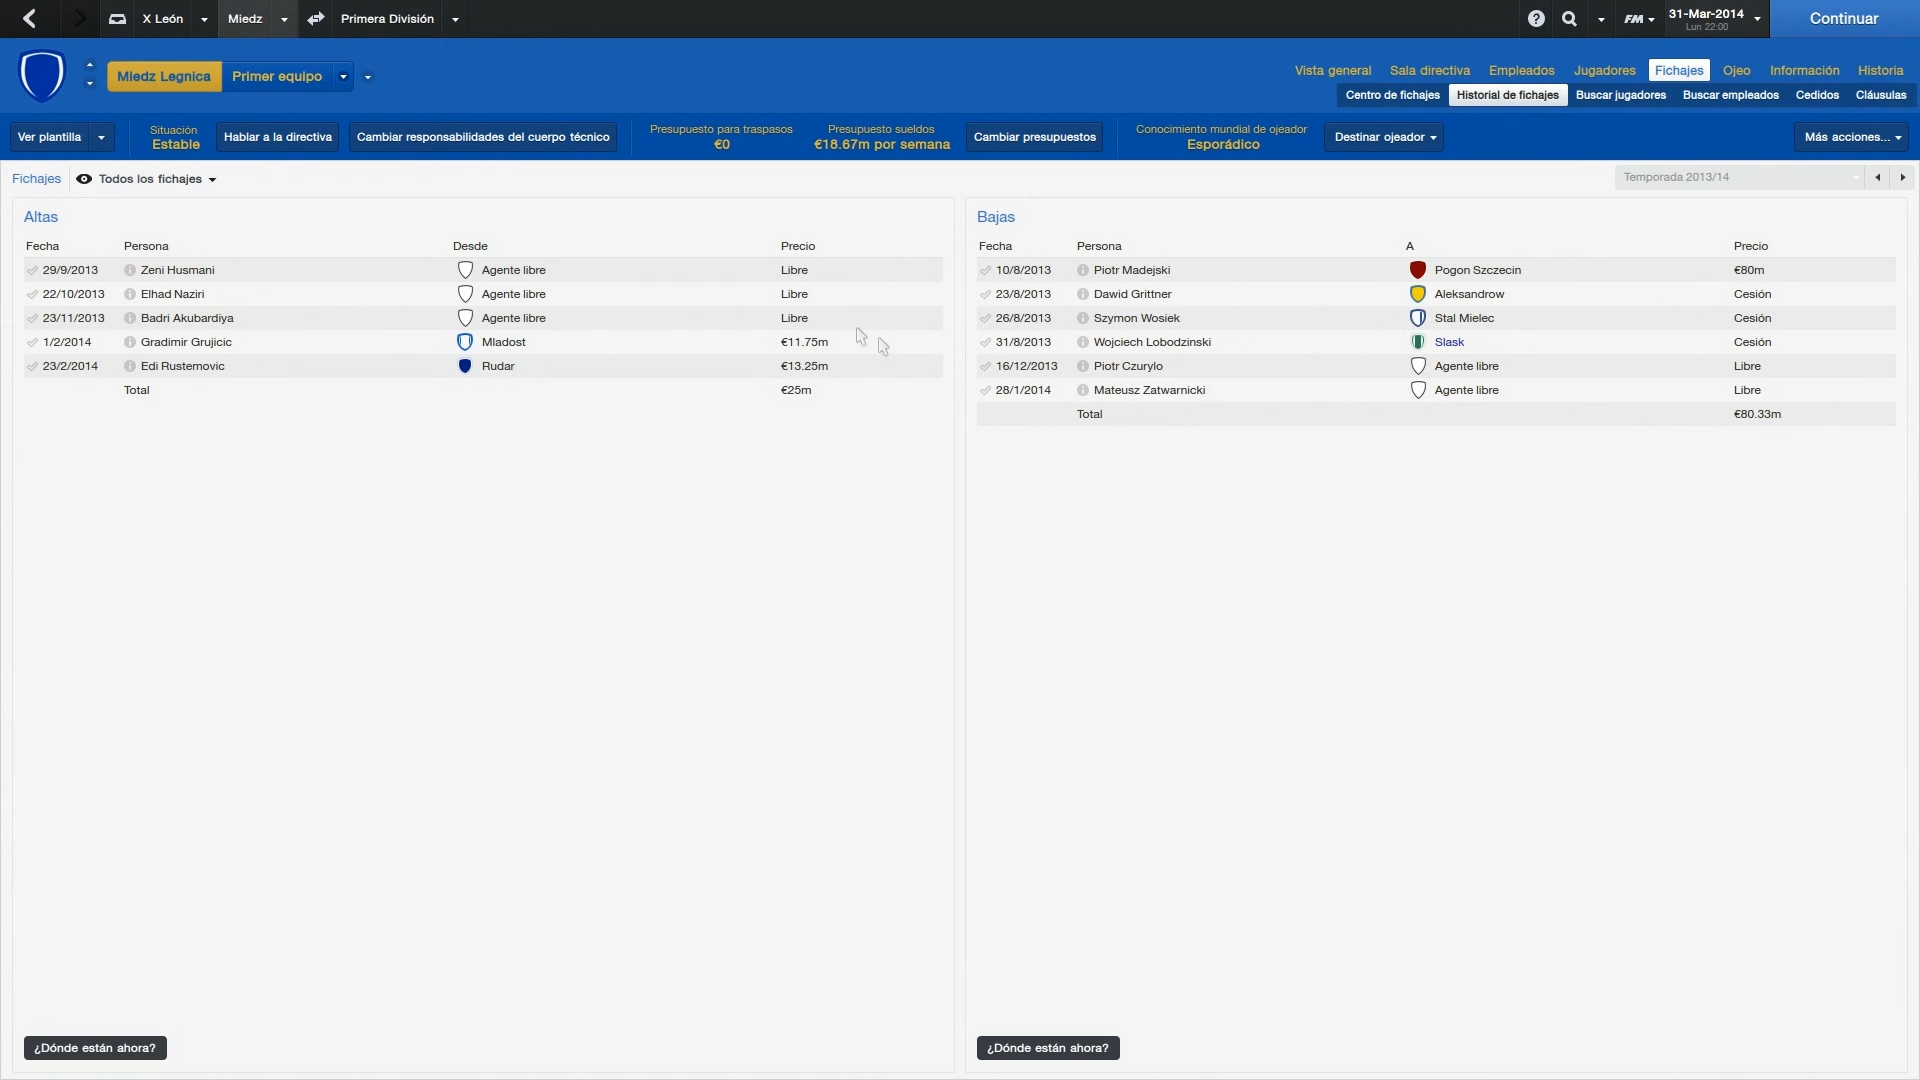 X León Miedz Primera División ? FM 31-Mar-2014 Lun 22:00 Continuar
Miedz Legnica Primer equipo
Vista general Sala directiva Empleados Jugadores Fichajes Ojeo Información Historia
Centro de fichajes Historial de fichajes Buscar jugadores Buscar empleados Cedidos Cláusulas
Ver plantilla Situación Estable Hablar a la directiva Cambiar responsabilidades del cuerpo técnico Presupuesto para traspasos €0 Presupuesto sueldos €18.67m por semana Cambiar presupuestos Conocimiento mundial de ojeador Esporádico Destinar ojeador Más acciones...
Fichajes Todos los fichajes Temporada 2013/14
Altas
Fecha Persona Desde Precio
29/9/2013 Zeni Husmani Agente libre Libre
22/10/2013 Elhad Naziri Agente libre Libre
23/11/2013 Badri Akubardiya Agente libre Libre
1/2/2014 Gradimir Grujicic Mladost €11.75m
23/2/2014 Edi Rustemovic Rudar €13.25m
Total €25m
¿Dónde están ahora?
Bajas
Fecha Persona A Precio
10/8/2013 Piotr Madejski Pogon Szczecin €80m
23/8/2013 Dawid Grittner Aleksandrow Cesión
26/8/2013 Szymon Wosiek Stal Mielec Cesión
31/8/2013 Wojciech Lobodzinski Slask Cesión
16/12/2013 Piotr Czurylo Agente libre Libre
28/1/2014 Mateusz Zatwarnicki Agente libre Libre
Total €80.33m
¿Dónde están ahora?